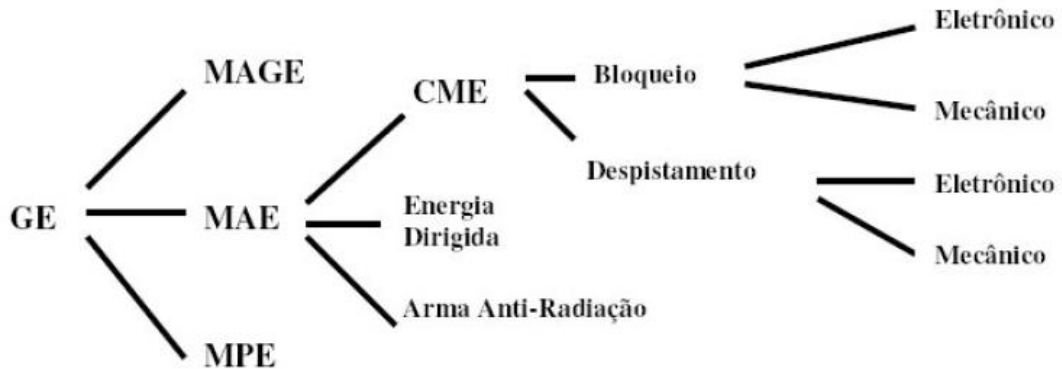 Eletrônico
MAGE
Bloqueio
CME
Mecânico
Despistamento
Eletrônico
GE
MAE
Energia
Dirigida
Mecânico
Arma Anti-Radiação
MPE